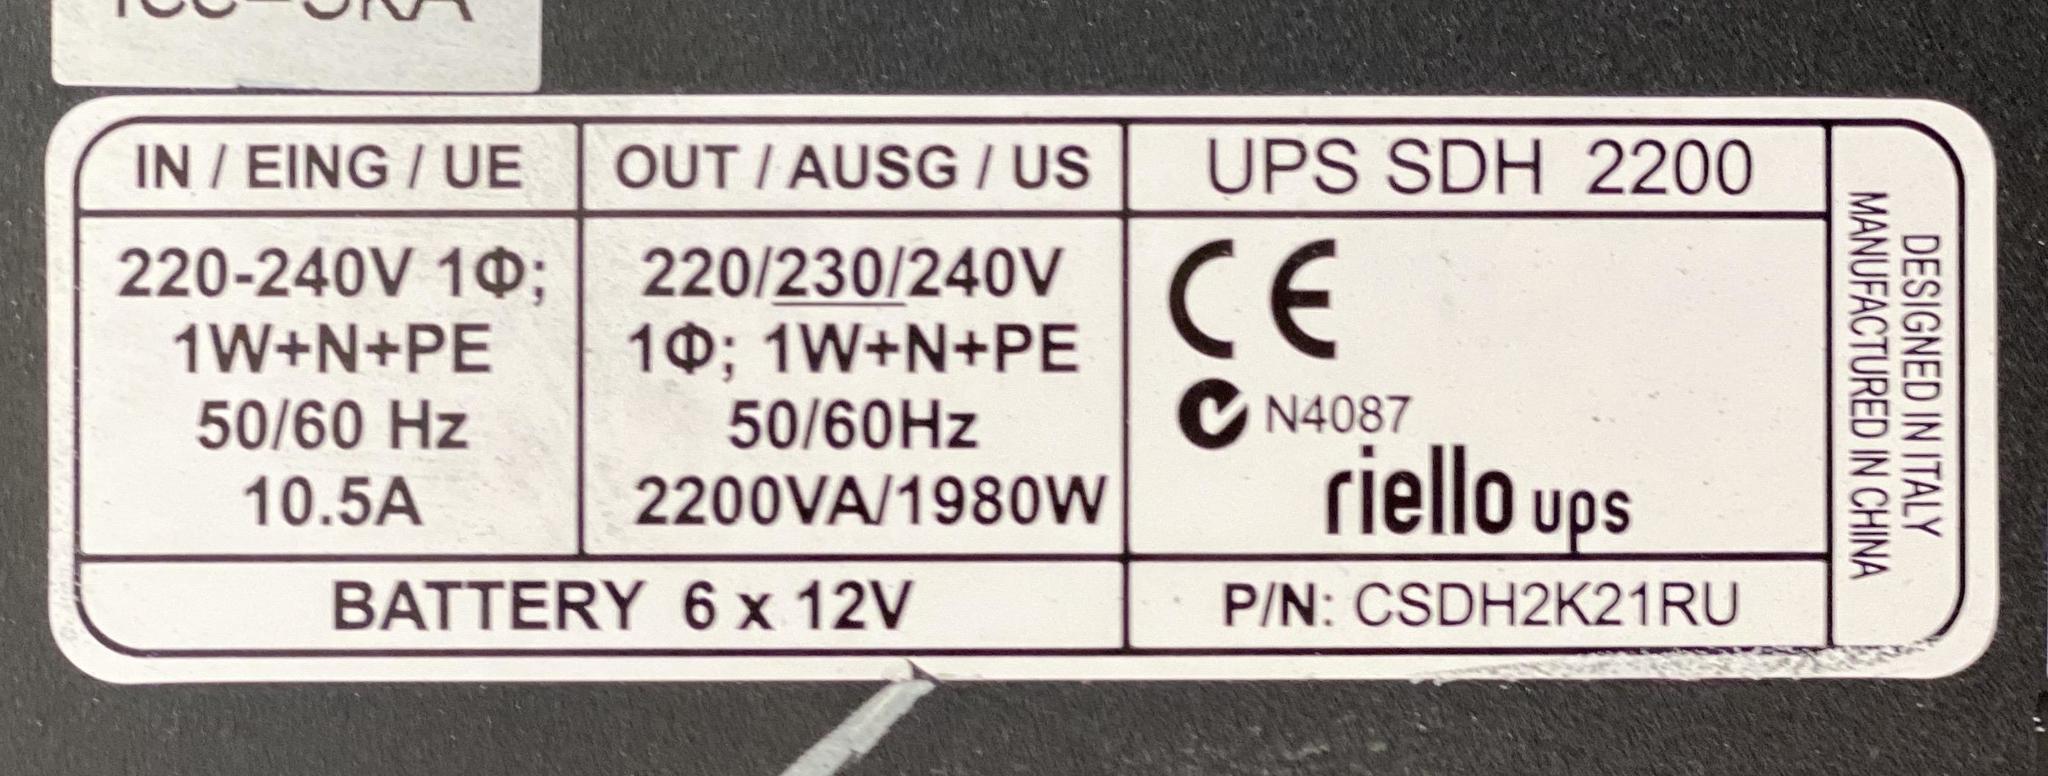 IN / EING / UE
OUT / AUSG / US
UPS SDH 2200
220-240V 1Φ;
1W+N+PE
50/60 Hz
10.5A
220/230/240V
1Φ; 1W+N+PE
50/60Hz
2200VA/1980W
CE
N4087
riello ups
BATTERY 6 x 12V
P/N: CSDH2K21RU
DESIGNED IN ITALY
MANUFACTURED IN CHINA